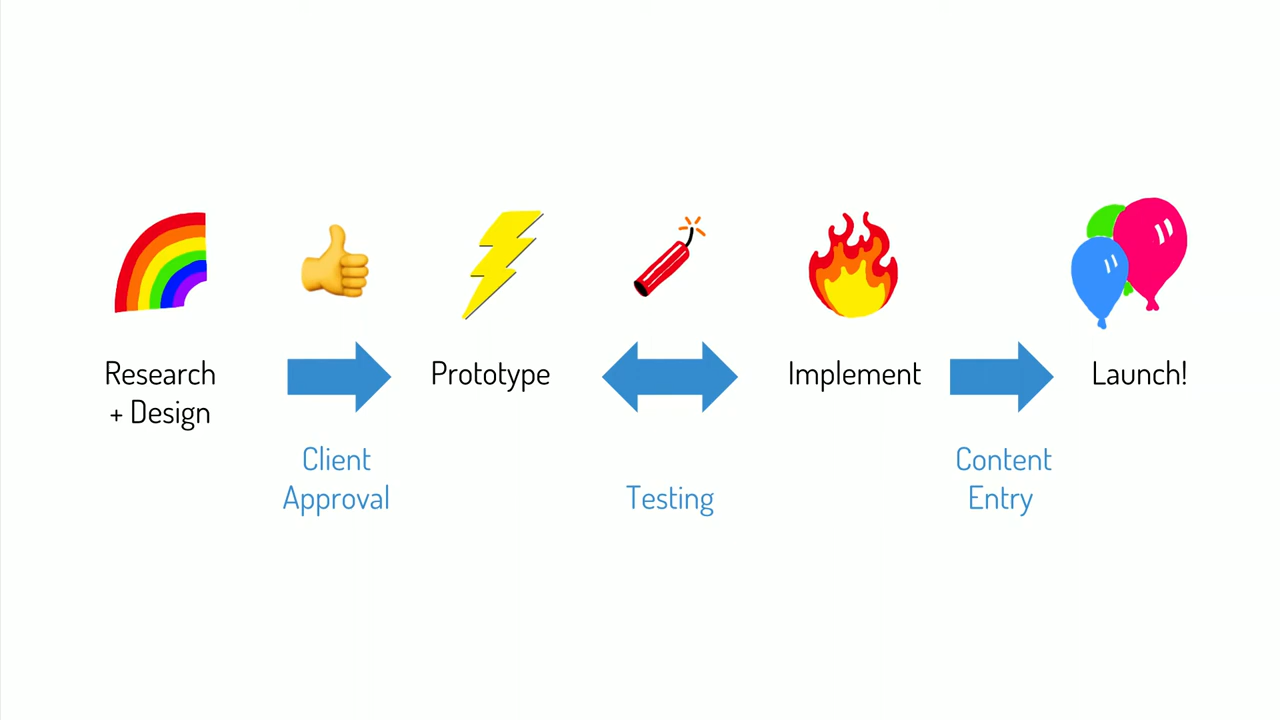 Research
+ Design
Client
Approval
Prototype
Testing
Implement
Content
Entry
Launch!